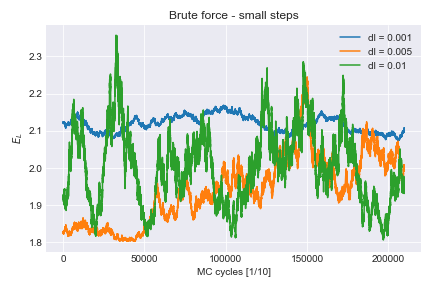 Brute force - small steps
dl = 0.001
dl = 0.005
dl = 0.01
2.3
2.2
2.1
2.0
1.9
1.8
E_L
0
50000
100000
150000
200000
MC cycles [1/10]